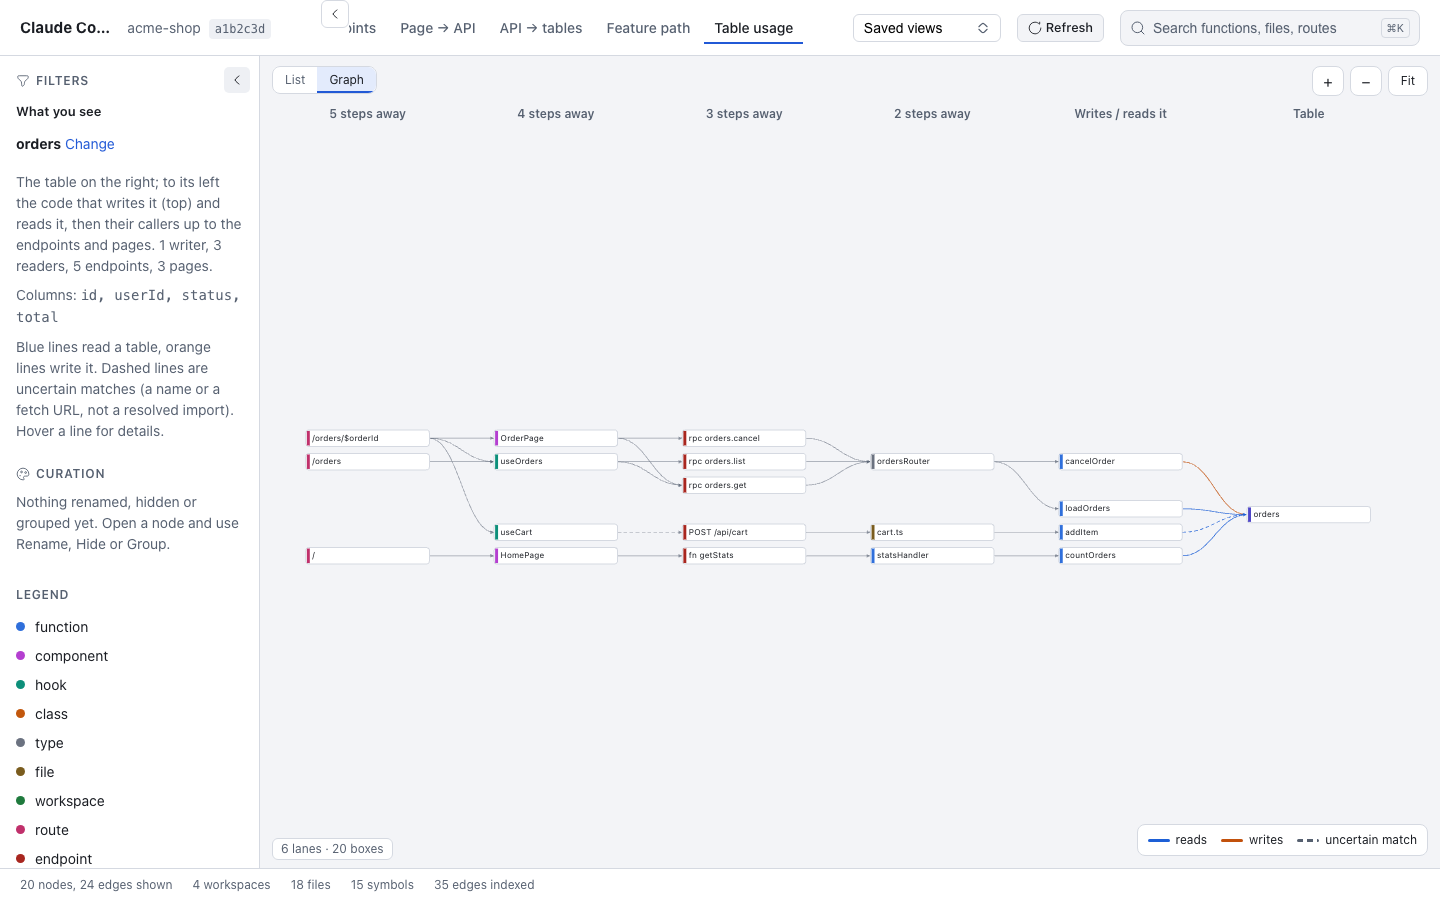 Claude Co... acme-shop a1b2c3d Page → API API → tables Feature path Table usage Saved views Refresh Search functions, files, routes ⌘K
FILTERS
What you see
orders Change
The table on the right; to its left
the code that writes it (top) and
reads it, then their callers up to the
endpoints and pages. 1 writer, 3
readers, 5 endpoints, 3 pages.
Columns: id, userId, status,
total
Blue lines read a table, orange
lines write it. Dashed lines are
uncertain matches (a name or a
fetch URL, not a resolved import).
Hover a line for details.
CURATION
Nothing renamed, hidden or
grouped yet. Open a node and use
Rename, Hide or Group.
LEGEND
function
component
hook
class
type
file
workspace
route
endpoint
List Graph + − Fit
5 steps away 4 steps away 3 steps away 2 steps away Writes / reads it Table
/orders/$orderId OrderPage rpc orders.cancel
/orders useOrders rpc orders.list ordersRouter cancelOrder
rpc orders.get
loadOrders
orders
useCart POST /api/cart cart.ts addItem
/ HomePage fn getStats statsHandler countOrders
6 lanes · 20 boxes
reads writes uncertain match
20 nodes, 24 edges shown 4 workspaces 18 files 15 symbols 35 edges indexed